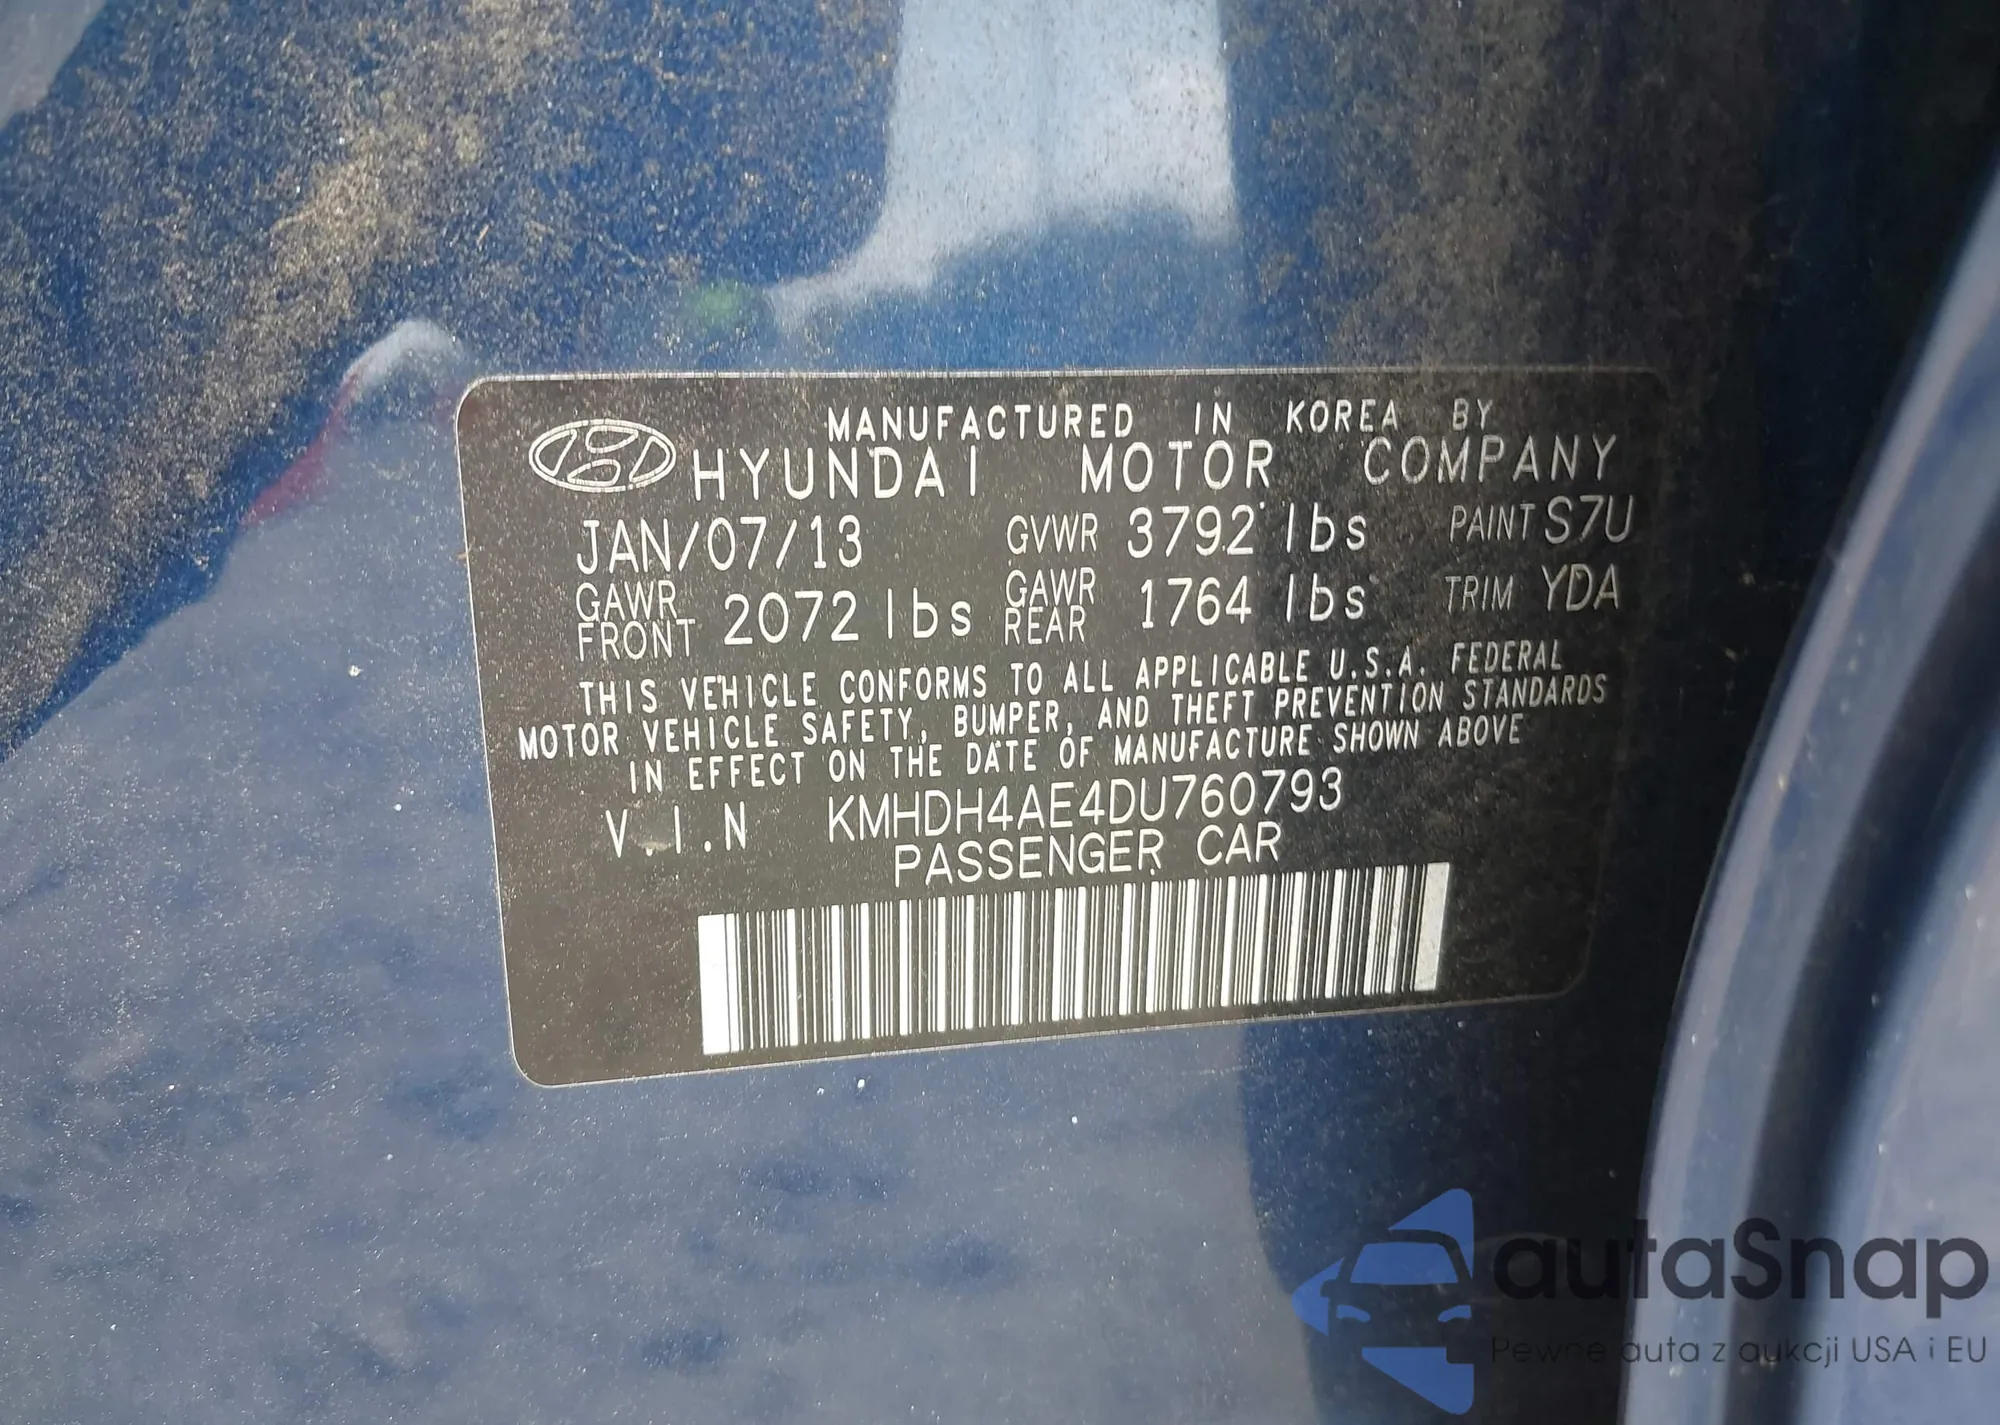 MANUFACTURED IN KOREA BY
HYUNDAI MOTOR COMPANY
JAN/07/13 GVWR 3792 lbs PAINT S7U
GAWR FRONT 2072 lbs GAWR REAR 1764 lbs TRIM YDA
THIS VEHICLE CONFORMS TO ALL APPLICABLE U.S.A. FEDERAL
MOTOR VEHICLE SAFETY, BUMPER, AND THEFT PREVENTION STANDARDS
IN EFFECT ON THE DATE OF MANUFACTURE SHOWN ABOVE
V.I.N KMHDH4AE4DU760793
PASSENGER CAR
autaSnap
Pewne auta z aukcji USA i EU